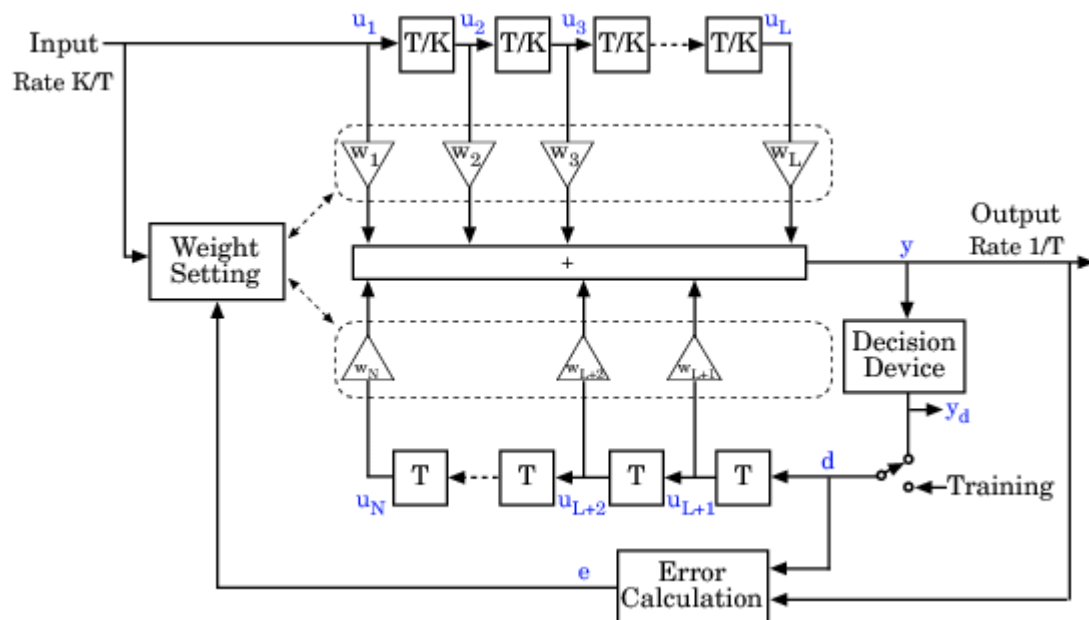 u1 u2 u3 uL
Input T/K T/K T/K T/K
Rate K/T
w1 w2 w3 wL
Output
Weight
Setting
+
y
Rate 1/T
wN wL+2 wL+1
Decision
Device
yd
T T T T d
uN uL+2 uL+1
Training
e
Error
Calculation